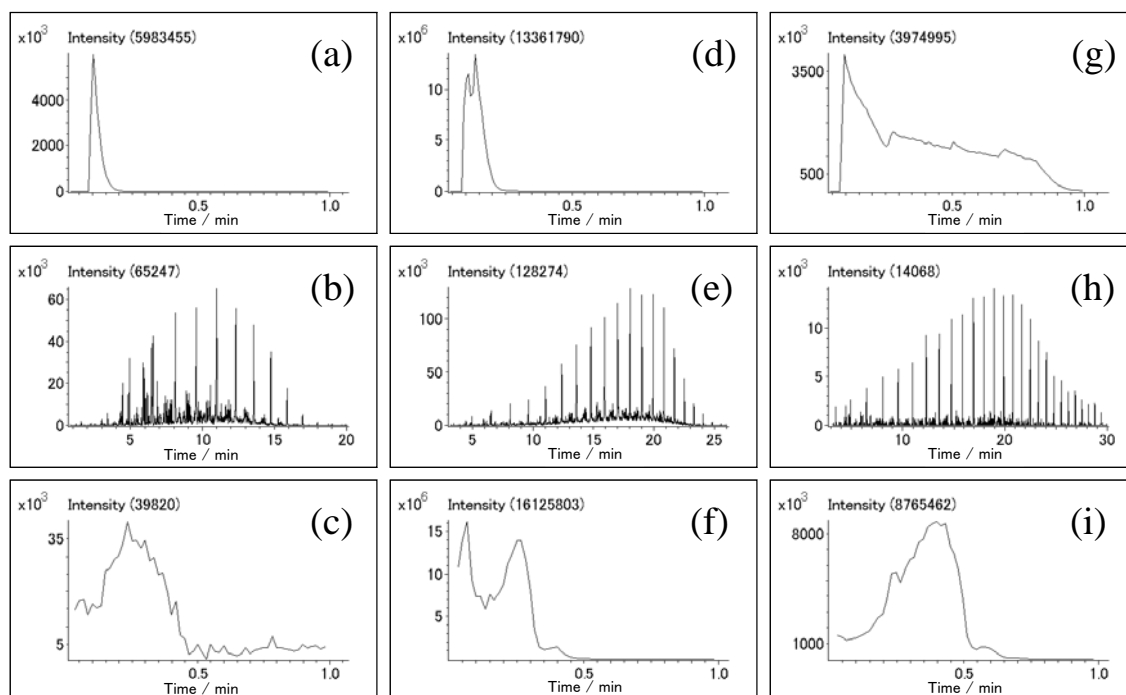 x10³ Intensity (5983455) (a)
4000
2000
0
0.5 1.0
Time / min
x10⁶ Intensity (13361790) (d)
10
5
0
0.5 1.0
Time / min
x10³ Intensity (3974995) (g)
3500
500
0.5 1.0
Time / min
x10³ Intensity (65247) (b)
60
40
20
0
5 10 15 20
Time / min
x10³ Intensity (128274) (e)
100
50
0
5 10 15 20 25
Time / min
x10³ Intensity (14068) (h)
10
5
0
10 20 30
Time / min
x10³ Intensity (39820) (c)
35
5
0.5 1.0
Time / min
x10⁶ Intensity (16125803) (f)
15
10
5
0.5 1.0
Time / min
x10³ Intensity (8765462) (i)
8000
1000
0.5 1.0
Time / min